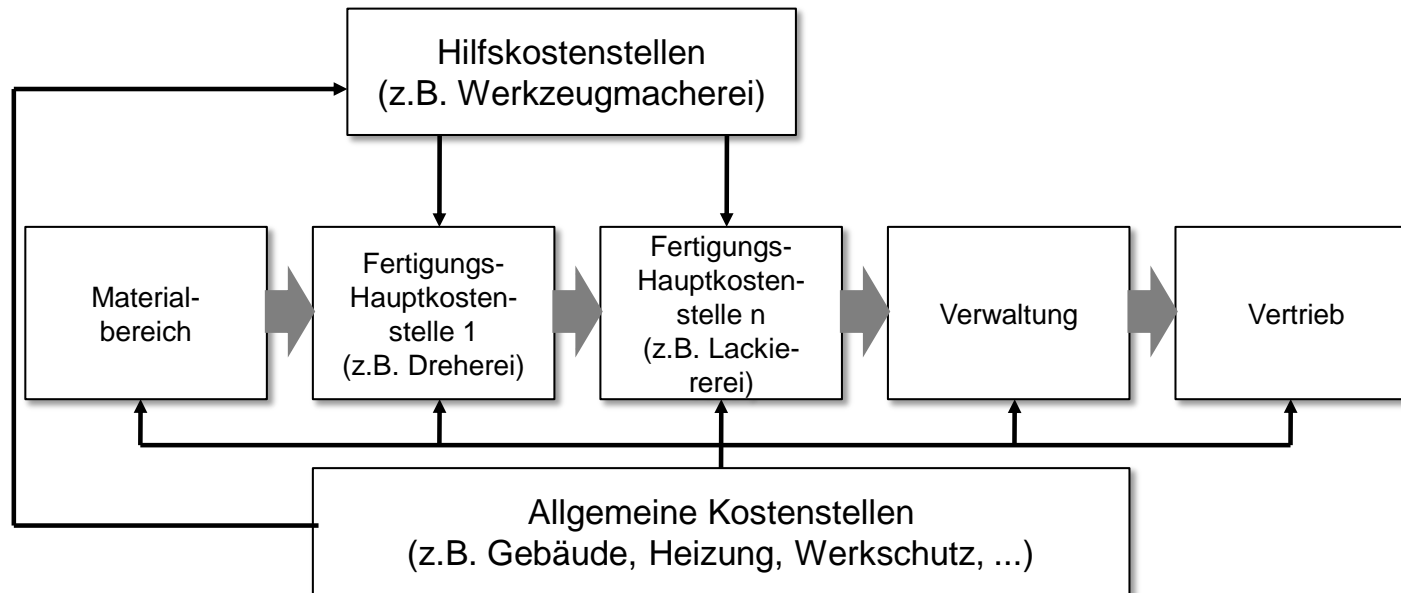 Hilfskostenstellen
(z.B. Werkzeugmacherei)
Material-
bereich
Fertigungs-
Hauptkosten-
stelle 1
(z.B. Dreherei)
Fertigungs-
Hauptkosten-
stelle n
(z.B. Lackie-
rerei)
Verwaltung
Vertrieb
Allgemeine Kostenstellen
(z.B. Gebäude, Heizung, Werkschutz, ...)